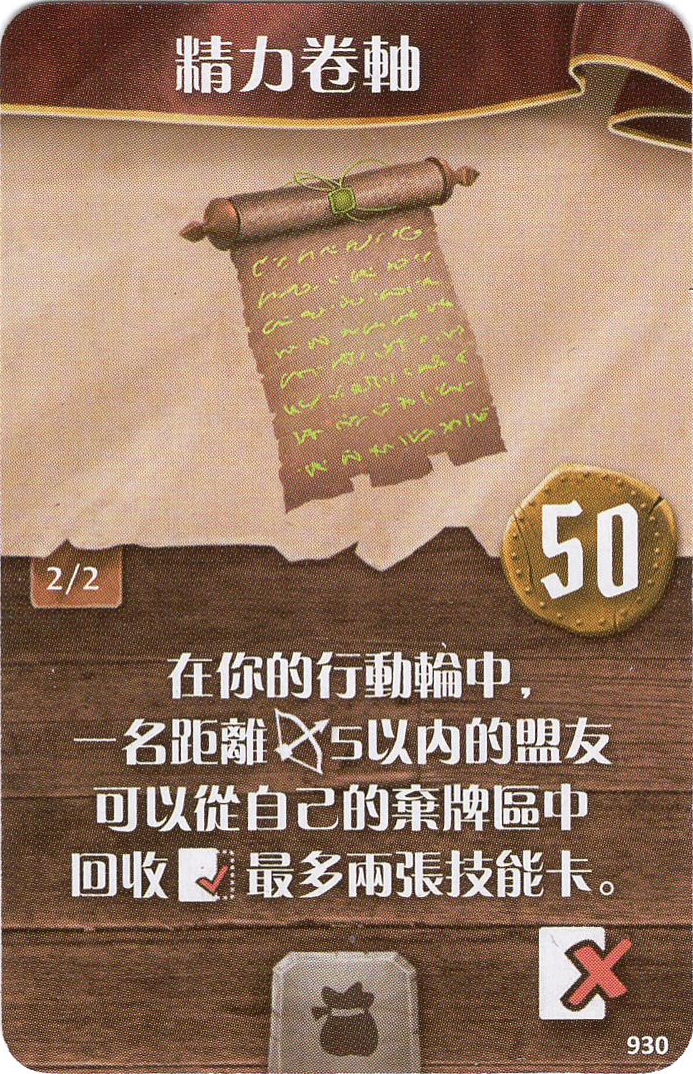 精力卷軸
50
2/2
在你的行動輪中，
一名距離5以內的盟友
可以從自己的棄牌區中
回收 最多兩張技能卡。
930